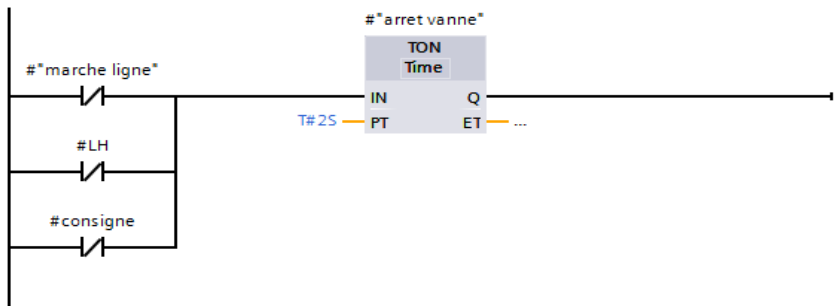 #"arret vanne"
TON
Time
#"marche ligne"
IN Q
T#2S PT ET ...
#LH
#consigne